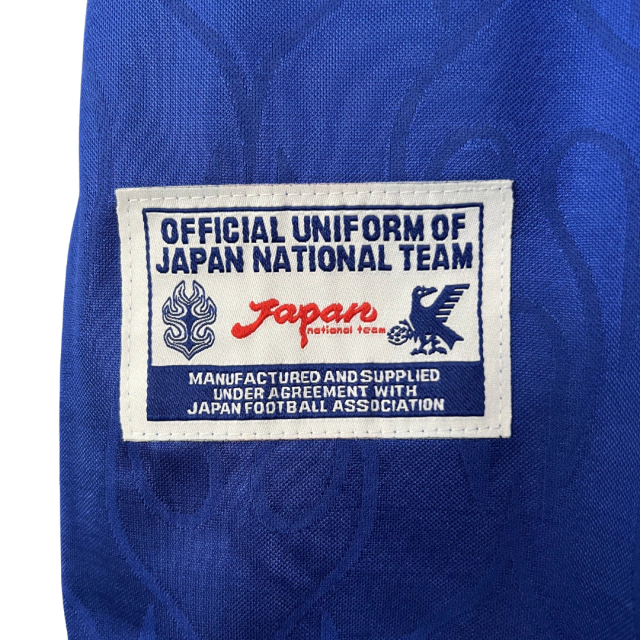 OFFICIAL UNIFORM OF
JAPAN NATIONAL TEAM
Japan
national team
MANUFACTURED AND SUPPLIED
UNDER AGREEMENT WITH
JAPAN FOOTBALL ASSOCIATION